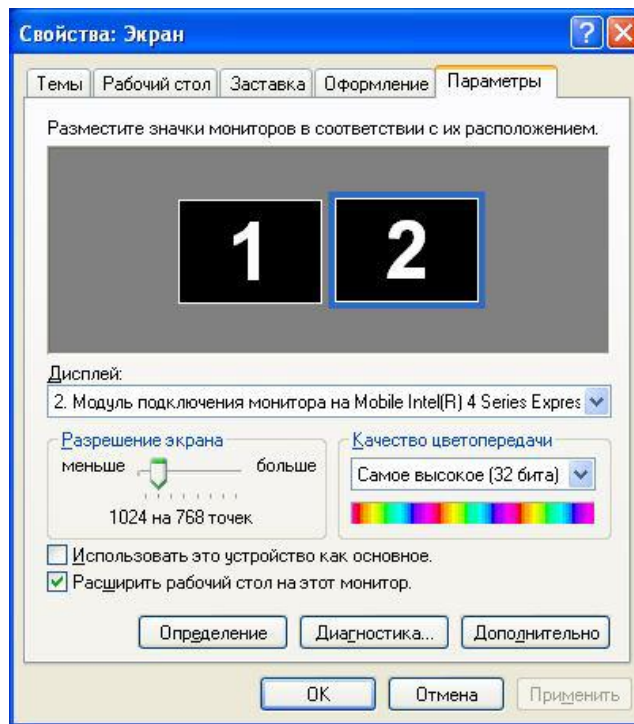 Свойства: Экран
Темы Рабочий стол Заставка Оформление Параметры
Разместите значки мониторов в соответствии с их расположением.
1 2
Дисплей:
2. Модуль подключения монитора на Mobile Intel(R) 4 Series Expres
Разрешение экрана
меньше больше
1024 на 768 точек
Качество цветопередачи
Самое высокое (32 бита)
Использовать это устройство как основное.
Расширить рабочий стол на этот монитор.
Определение Диагностика... Дополнительно
ОК Отмена Применить